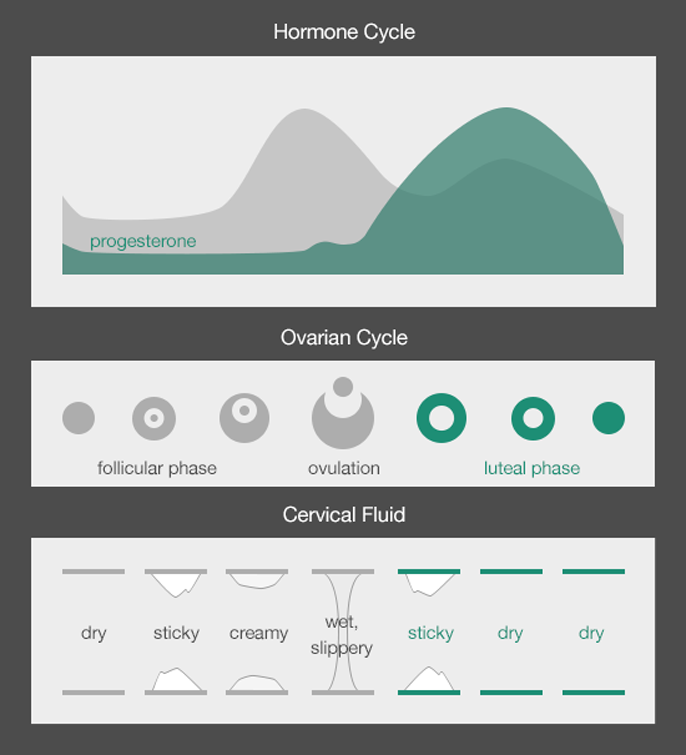 Hormone Cycle
progesterone
Ovarian Cycle
follicular phase
ovulation
luteal phase
Cervical Fluid
dry
sticky
creamy
wet,
slippery
sticky
dry
dry